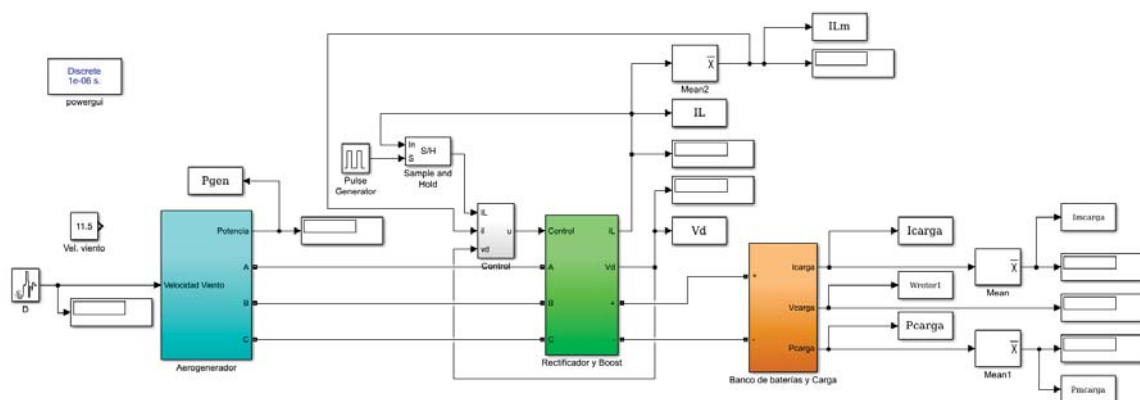 ILm
Discrete
1e-06 s.
powergui
Mean2
IL
In
S
S/H
Sample and
Hold
Pulse
Generator
Pgen
Vd
IL
il
vd
u
Control
Control
A
B
C
iL
Vd
+
-
Rectificador y Boost
11.5
Vel. viento
Potencia
A
B
C
Velocidad Viento
Aerogenerador
D
+
-
Icarga
Vcarga
Pcarga
Banco de baterías y Carga
Icarga
Wrotor1
Pcarga
Imcarga
Mean
Mean1
Pmcarga